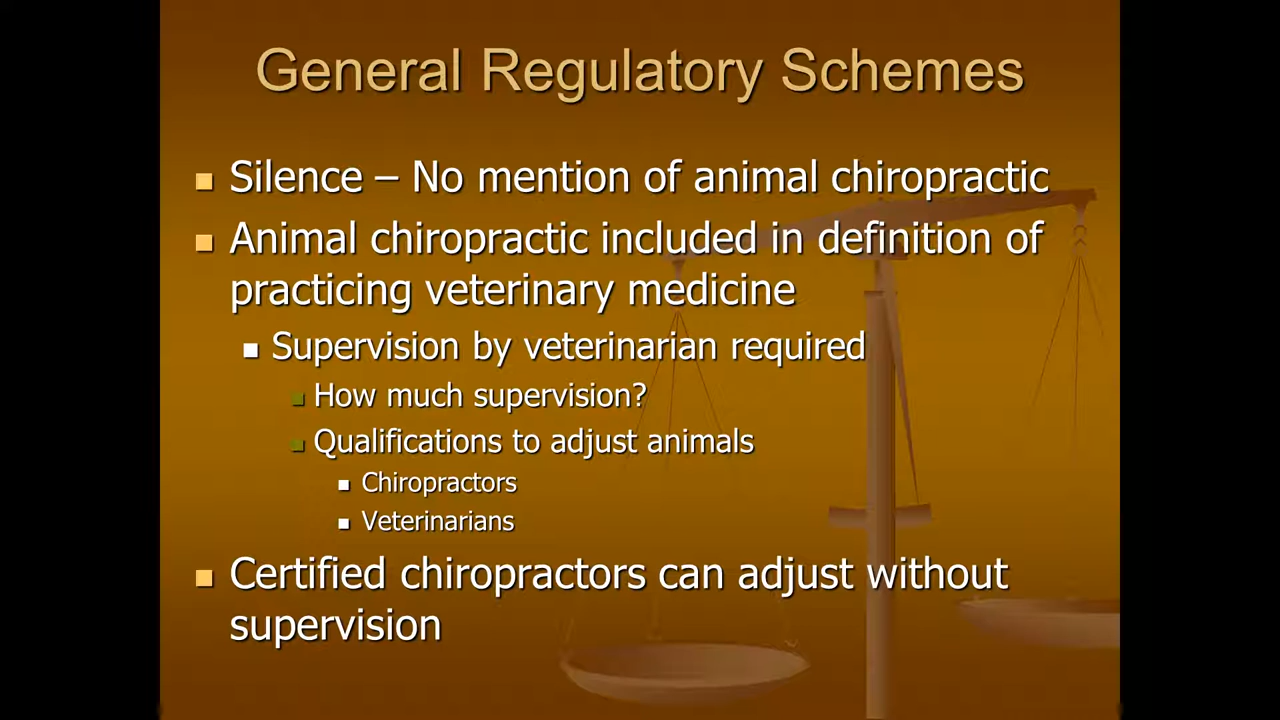 General Regulatory Schemes
Silence – No mention of animal chiropractic
Animal chiropractic included in definition of
practicing veterinary medicine
Supervision by veterinarian required
How much supervision?
Qualifications to adjust animals
Chiropractors
Veterinarians
Certified chiropractors can adjust without
supervision